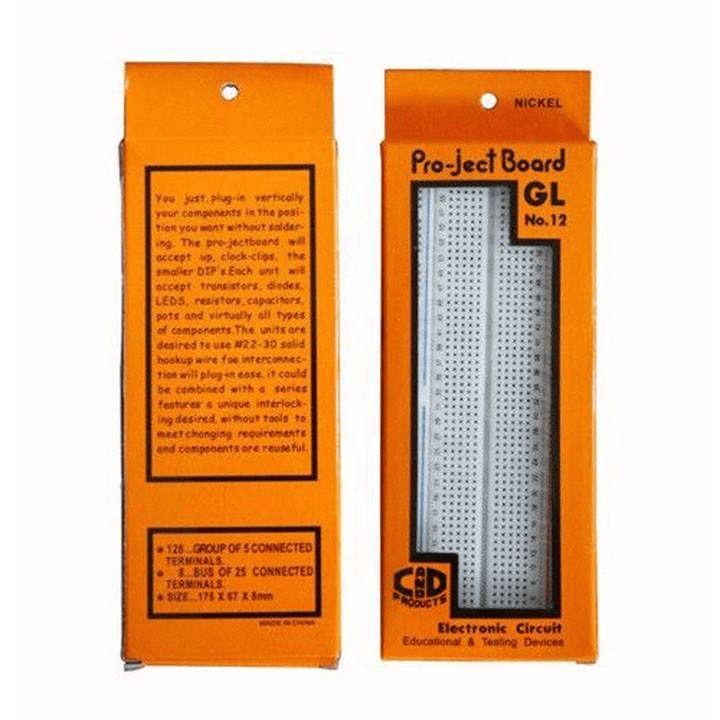 You just, plug-in vertically
your components in the posi-
tion you want without solder-
ing. The pro-jectboard will
accept up, clock-clips, the
smaller DIP's.Each unit will
accept transistors, diodes,
LEDS, resistors, capacitors,
pots and virtually all types
of components.The units are
desired to use #22-30 solid
hookup wire foe interconnec-
tion will plug-in ease. it could
be combined with a series
features a unique interlock-
ing desired, without tools to
meet changing requirements
and components are reuseful.
• 128...GROUP OF 5 CONNECTED
TERMINALS.
• 8...BUS OF 25 CONNECTED
TERMINALS.
• SIZE...175 X 67 X 8mm
MADE IN CHINA
NICKEL
Pro-ject Board
GL
No.12
C AND D
PRODUCTS
Electronic Circuit
Educational & Testing Devices